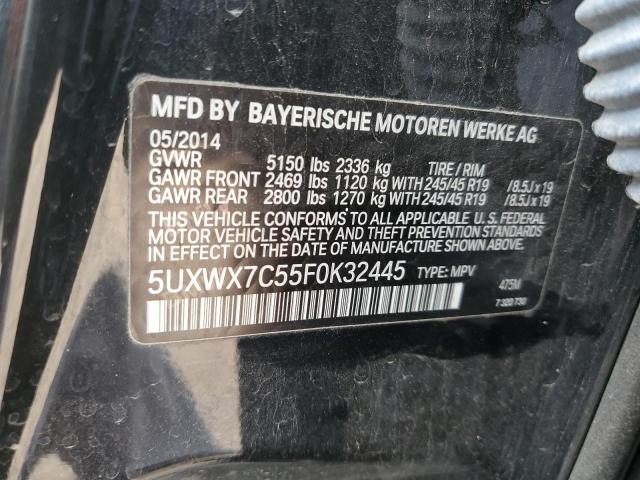 MFD BY BAYERISCHE MOTOREN WERKE AG
05/2014
GVWR 5150 lbs 2336 kg TIRE / RIM
GAWR FRONT 2469 lbs 1120 kg WITH 245/45 R19 / 8.5J x 19
GAWR REAR 2800 lbs 1270 kg WITH 245/45 R19 / 8.5J x 19
THIS VEHICLE CONFORMS TO ALL APPLICABLE U. S. FEDERAL
MOTOR VEHICLE SAFETY AND THEFT PREVENTION STANDARDS
IN EFFECT ON THE DATE OF MANUFACTURE SHOWN ABOVE.
5UXWX7C55F0K32445 TYPE: MPV 475M
7 320 730